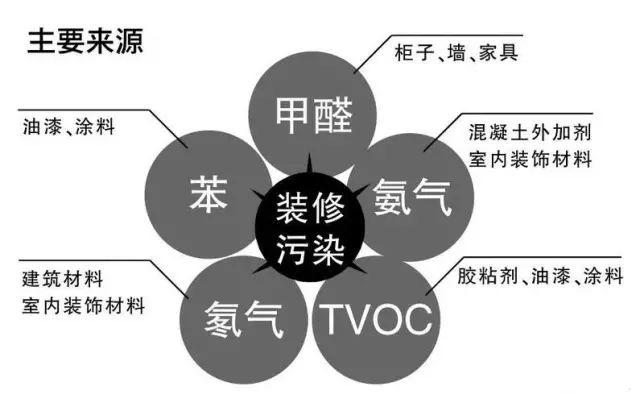 主要来源
柜子、墙、家具
甲醛
油漆、涂料
混凝土外加剂
室内装饰材料
苯
氨气
装修
污染
建筑材料
室内装饰材料
胶粘剂、油漆、涂料
氡气
TVOC